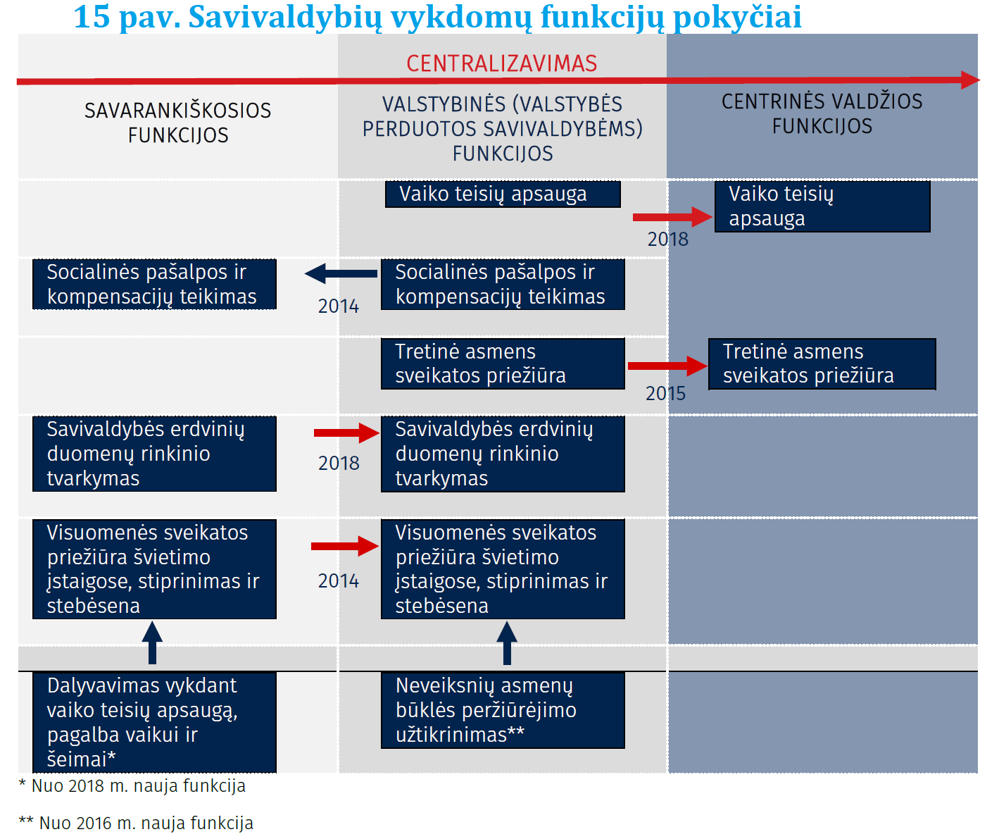 15 pav. Savivaldybių vykdomų funkcijų pokyčiai
CENTRALIZAVIMAS
SAVARANKIŠKOSIOS
FUNKCIJOS
VALSTYBINĖS (VALSTYBĖS
PERDUOTOS SAVIVALDYBĖMS)
FUNKCIJOS
CENTRINĖS VALDŽIOS
FUNKCIJOS
Vaiko teisių apsauga
2018
Vaiko teisių
apsauga
Socialinės pašalpos ir
kompensacijų teikimas
2014
Socialinės pašalpos ir
kompensacijų teikimas
Tretinė asmens
sveikatos priežiūra
2015
Tretinė asmens
sveikatos priežiūra
Savivaldybės erdvinių
duomenų rinkinio
tvarkymas
2018
Savivaldybės erdvinių
duomenų rinkinio
tvarkymas
Visuomenės sveikatos
priežiūra švietimo
įstaigose, stiprinimas ir
stebėsena
2014
Visuomenės sveikatos
priežiūra švietimo
įstaigose, stiprinimas ir
stebėsena
Dalyvavimas vykdant
vaiko teisių apsaugą,
pagalba vaikui ir
šeimai*
Neveiksnių asmenų
būklės peržiūrėjimo
užtikrinimas**
* Nuo 2018 m. nauja funkcija
** Nuo 2016 m. nauja funkcija